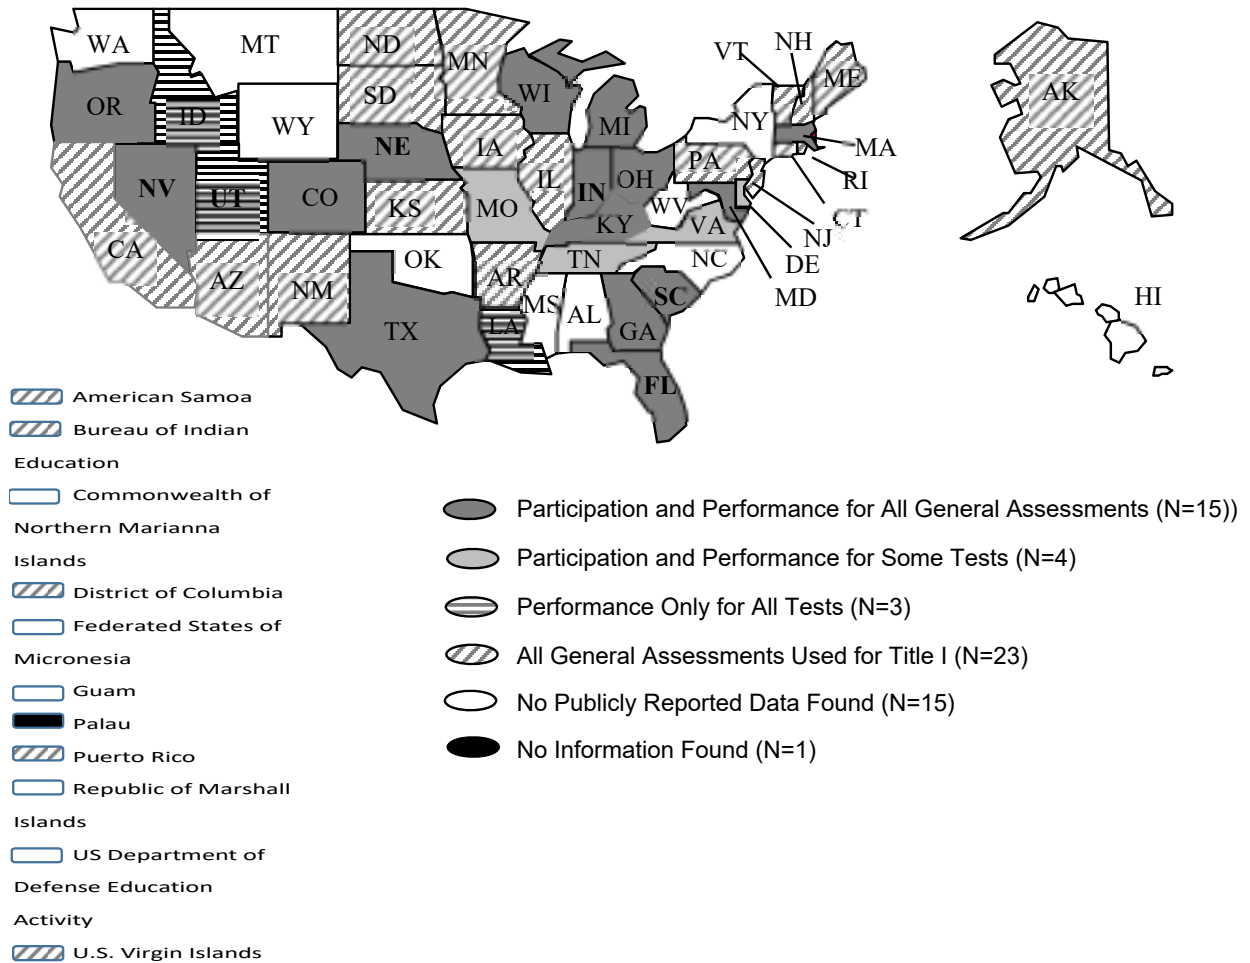 WA
MT
ND
MN
VT
NH
ME
OR
ID
SD
WI
AK
WY
MI
NY
NE
IA
PA
MA
NV
UT
CO
KS
MO
IL
IN
OH
WV
VA
KY
RI
CT
NJ
DE
MD
CA
AZ
NM
OK
AR
TN
NC
SC
MS
AL
GA
TX
LA
FL
HI
American Samoa
Bureau of Indian
Education
Commonwealth of
Northern Marianna
Islands
District of Columbia
Federated States of
Micronesia
Guam
Palau
Puerto Rico
Republic of Marshall
Islands
US Department of
Defense Education
Activity
U.S. Virgin Islands
Participation and Performance for All General Assessments (N=15))
Participation and Performance for Some Tests (N=4)
Performance Only for All Tests (N=3)
All General Assessments Used for Title I (N=23)
No Publicly Reported Data Found (N=15)
No Information Found (N=1)